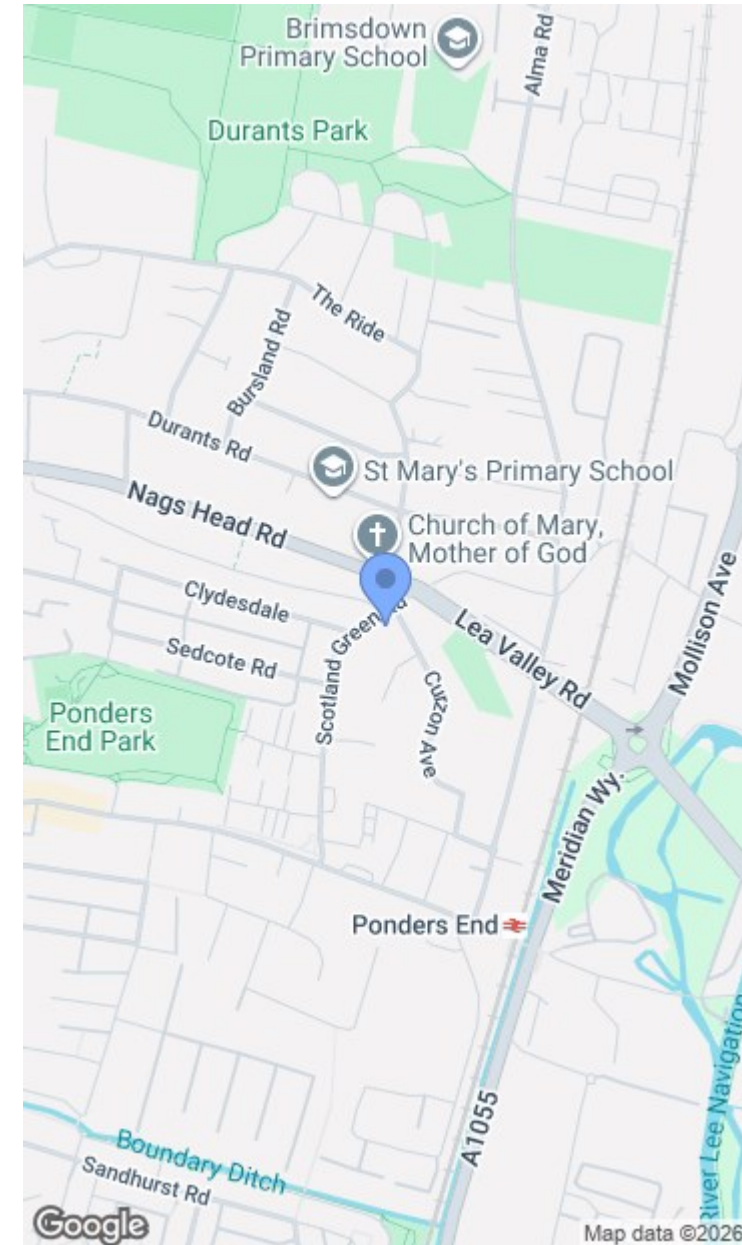 Brimsdown
Primary School
Alma Rd
Durants Park
The Ride
Bursland Rd
Durants Rd
St Mary's Primary School
Nags Head Rd
Church of Mary,
Mother of God
Clydesdale
Scotland Green Rd
Lea Valley Rd
Mollison Ave
Sedcote Rd
Curzon Ave
Ponders
End Park
Meridian Wy.
Ponders End
River Lee Navigation
A1055
Boundary Ditch
Sandhurst Rd
Google
Map data ©2026